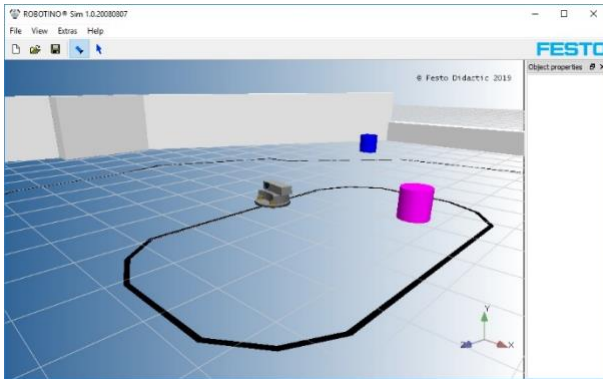 ROBOTINO® Sim 1.0.20080807
File View Extras Help
FESTO
Object properties
© Festo Didactic 2019
Y
Z X